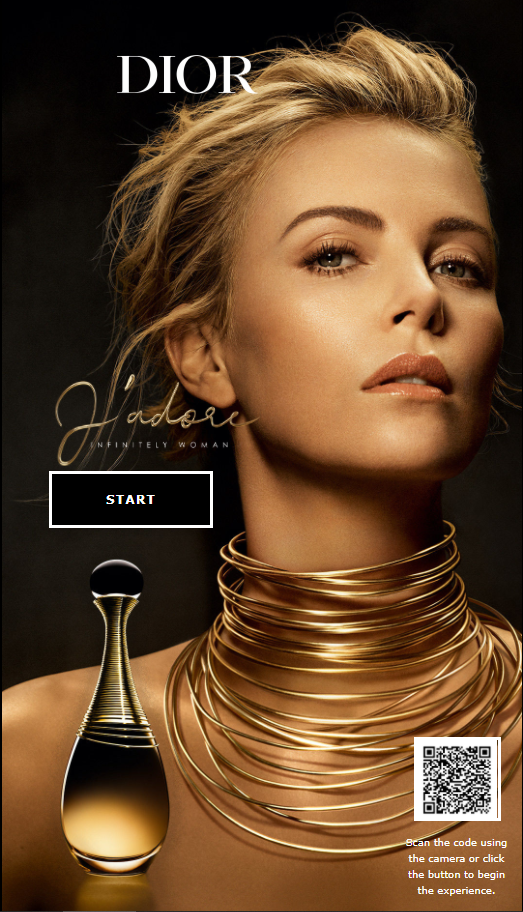 DIOR
J'adore
INFINITELY WOMAN
START
Scan the code using
the camera or click
the button to begin
the experience.